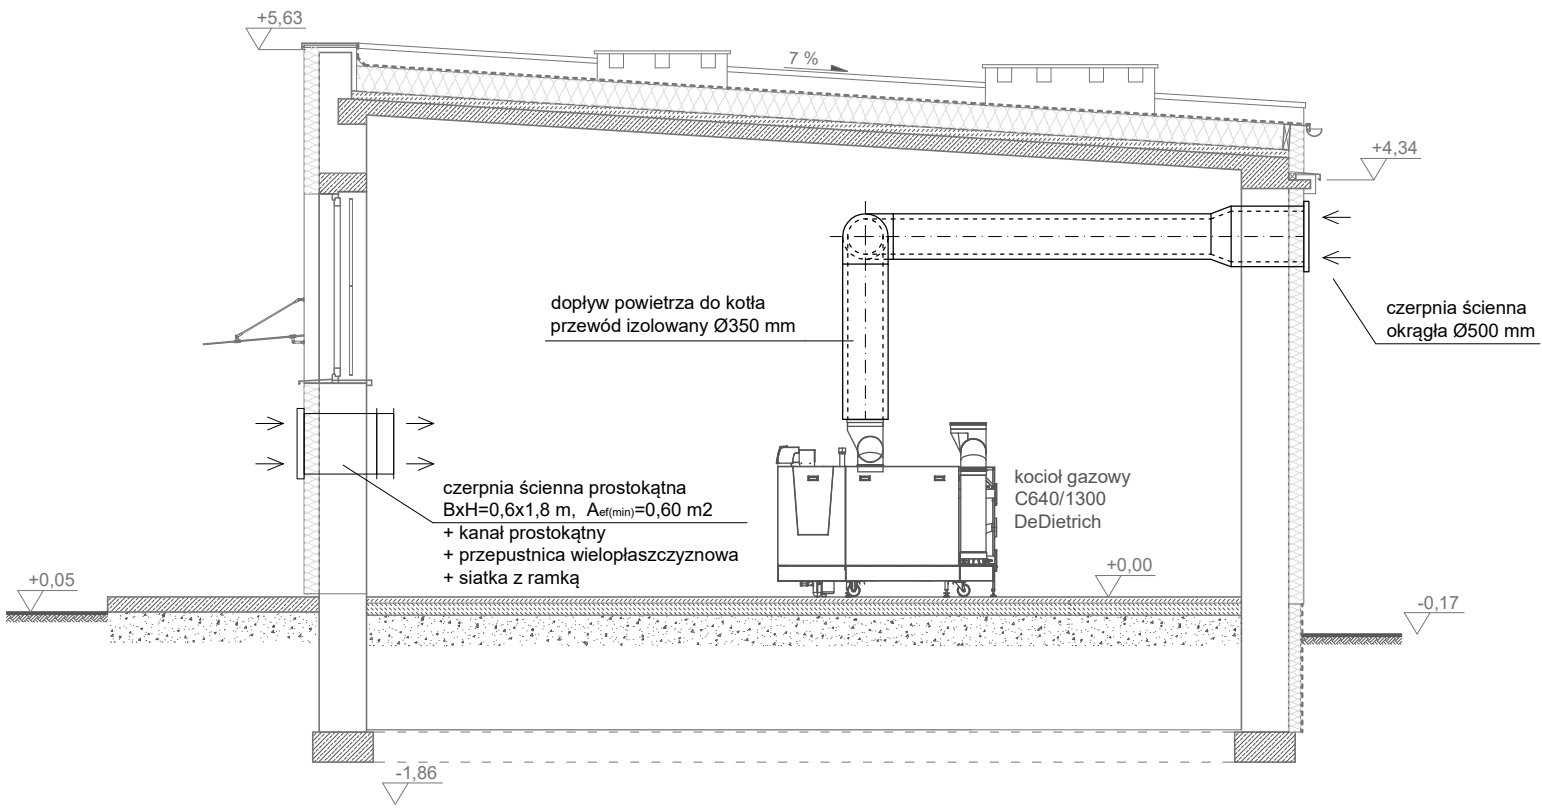 +5,63
7 %
+4,34
dopływ powietrza do kotła
przewód izolowany Ø350 mm
czerpnia ścienna
okrągła Ø500 mm
kocioł gazowy
C640/1300
DeDietrich
czerpnia ścienna prostokątna
BxH=0,6x1,8 m, Aef(min)=0,60 m2
+ kanał prostokątny
+ przepustnica wielopłaszczyznowa
+ siatka z ramką
+0,05
+0,00
-0,17
-1,86